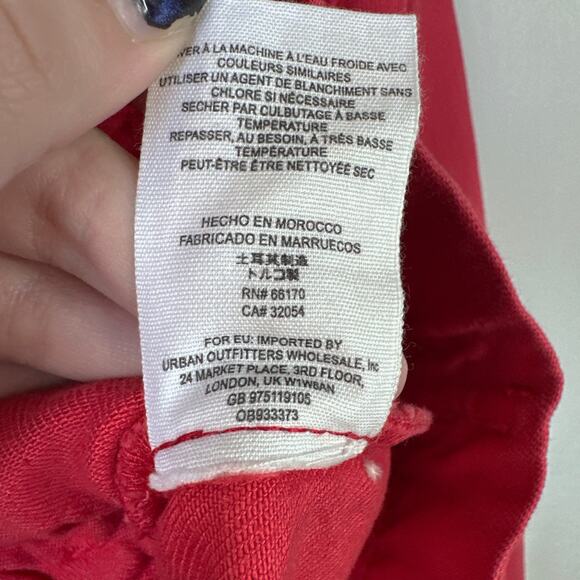 VER À LA MACHINE À L'EAU FROIDE AVEC
COULEURS SIMILAIRES
UTILISER UN AGENT DE BLANCHIMENT SANS
CHLORE SI NÉCESSAIRE
SECHER PAR CULBUTAGE À BASSE
TEMPÉRATURE
REPASSER, AU BESOIN, À TRÈS BASSE
TEMPÉRATURE
PEUT-ÊTRE ÊTRE NETTOYÉE SEC
HECHO EN MOROCCO
FABRICADO EN MARRUECOS
土耳其制造
トルコ製
RN# 66170
CA# 32054
FOR EU: IMPORTED BY
URBAN OUTFITTERS WHOLESALE, Inc
24 MARKET PLACE, 3RD FLOOR,
LONDON, UK W1W8AN
GB 975119106
OB933373